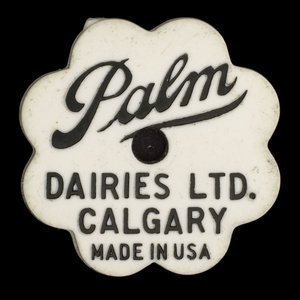 Palm
DAIRIES LTD.
CALGARY
MADE IN USA